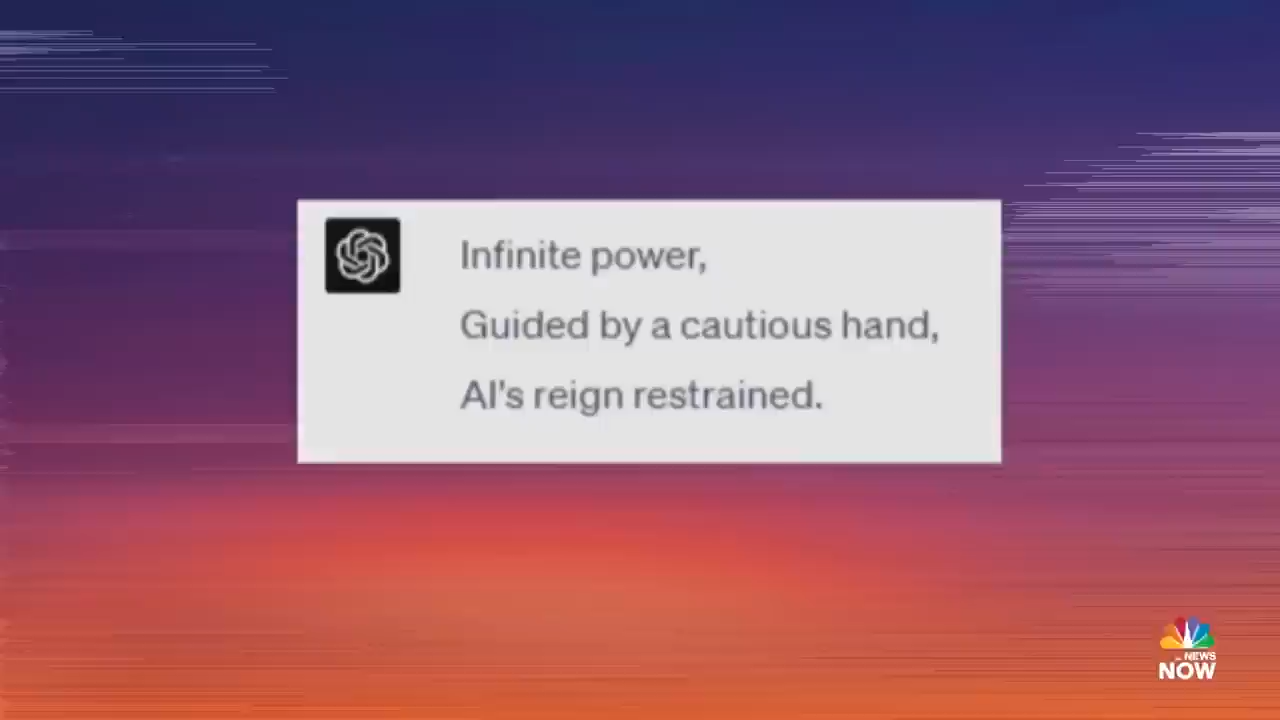 Infinite power,
Guided by a cautious hand,
AI's reign restrained.
NEWS
NOW